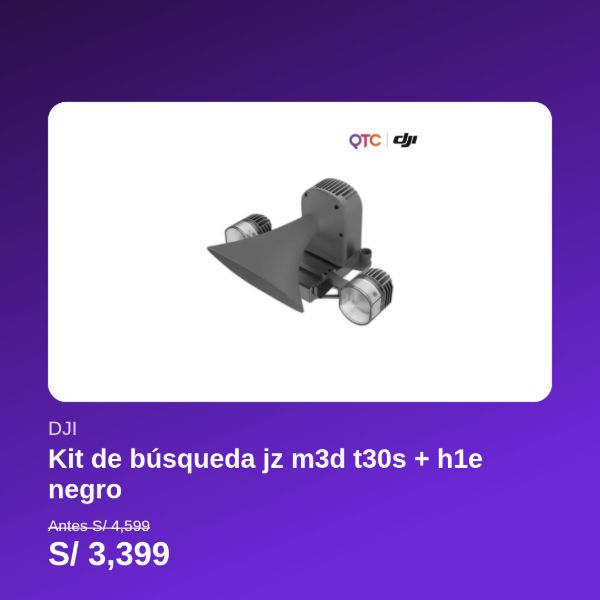 QTC dji
DJI
Kit de búsqueda jz m3d t30s + h1e
negro
Antes S/ 4,599
S/ 3,399